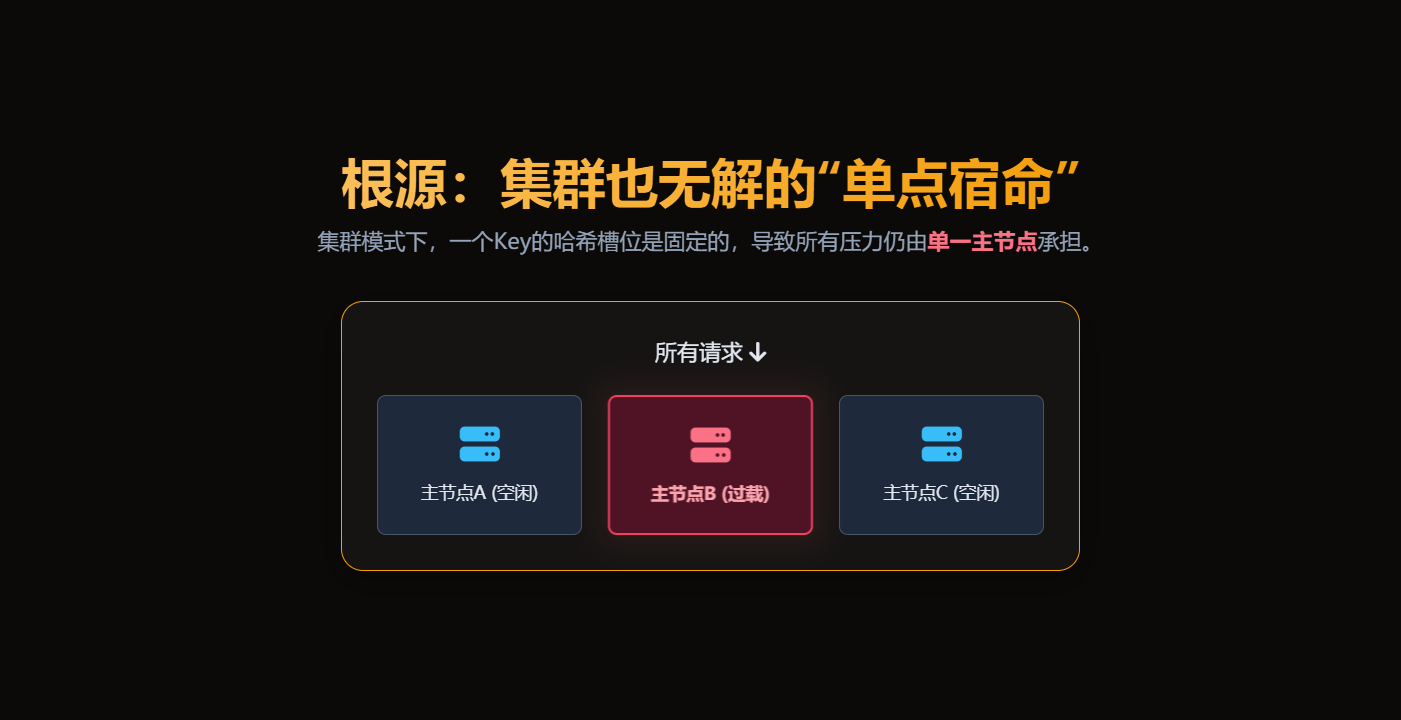 根源：集群也无解的“单点宿命”
集群模式下，一个Key的哈希槽位是固定的，导致所有压力仍由单一主节点承担。
所有请求
主节点A (空闲)
主节点B (过载)
主节点C (空闲)